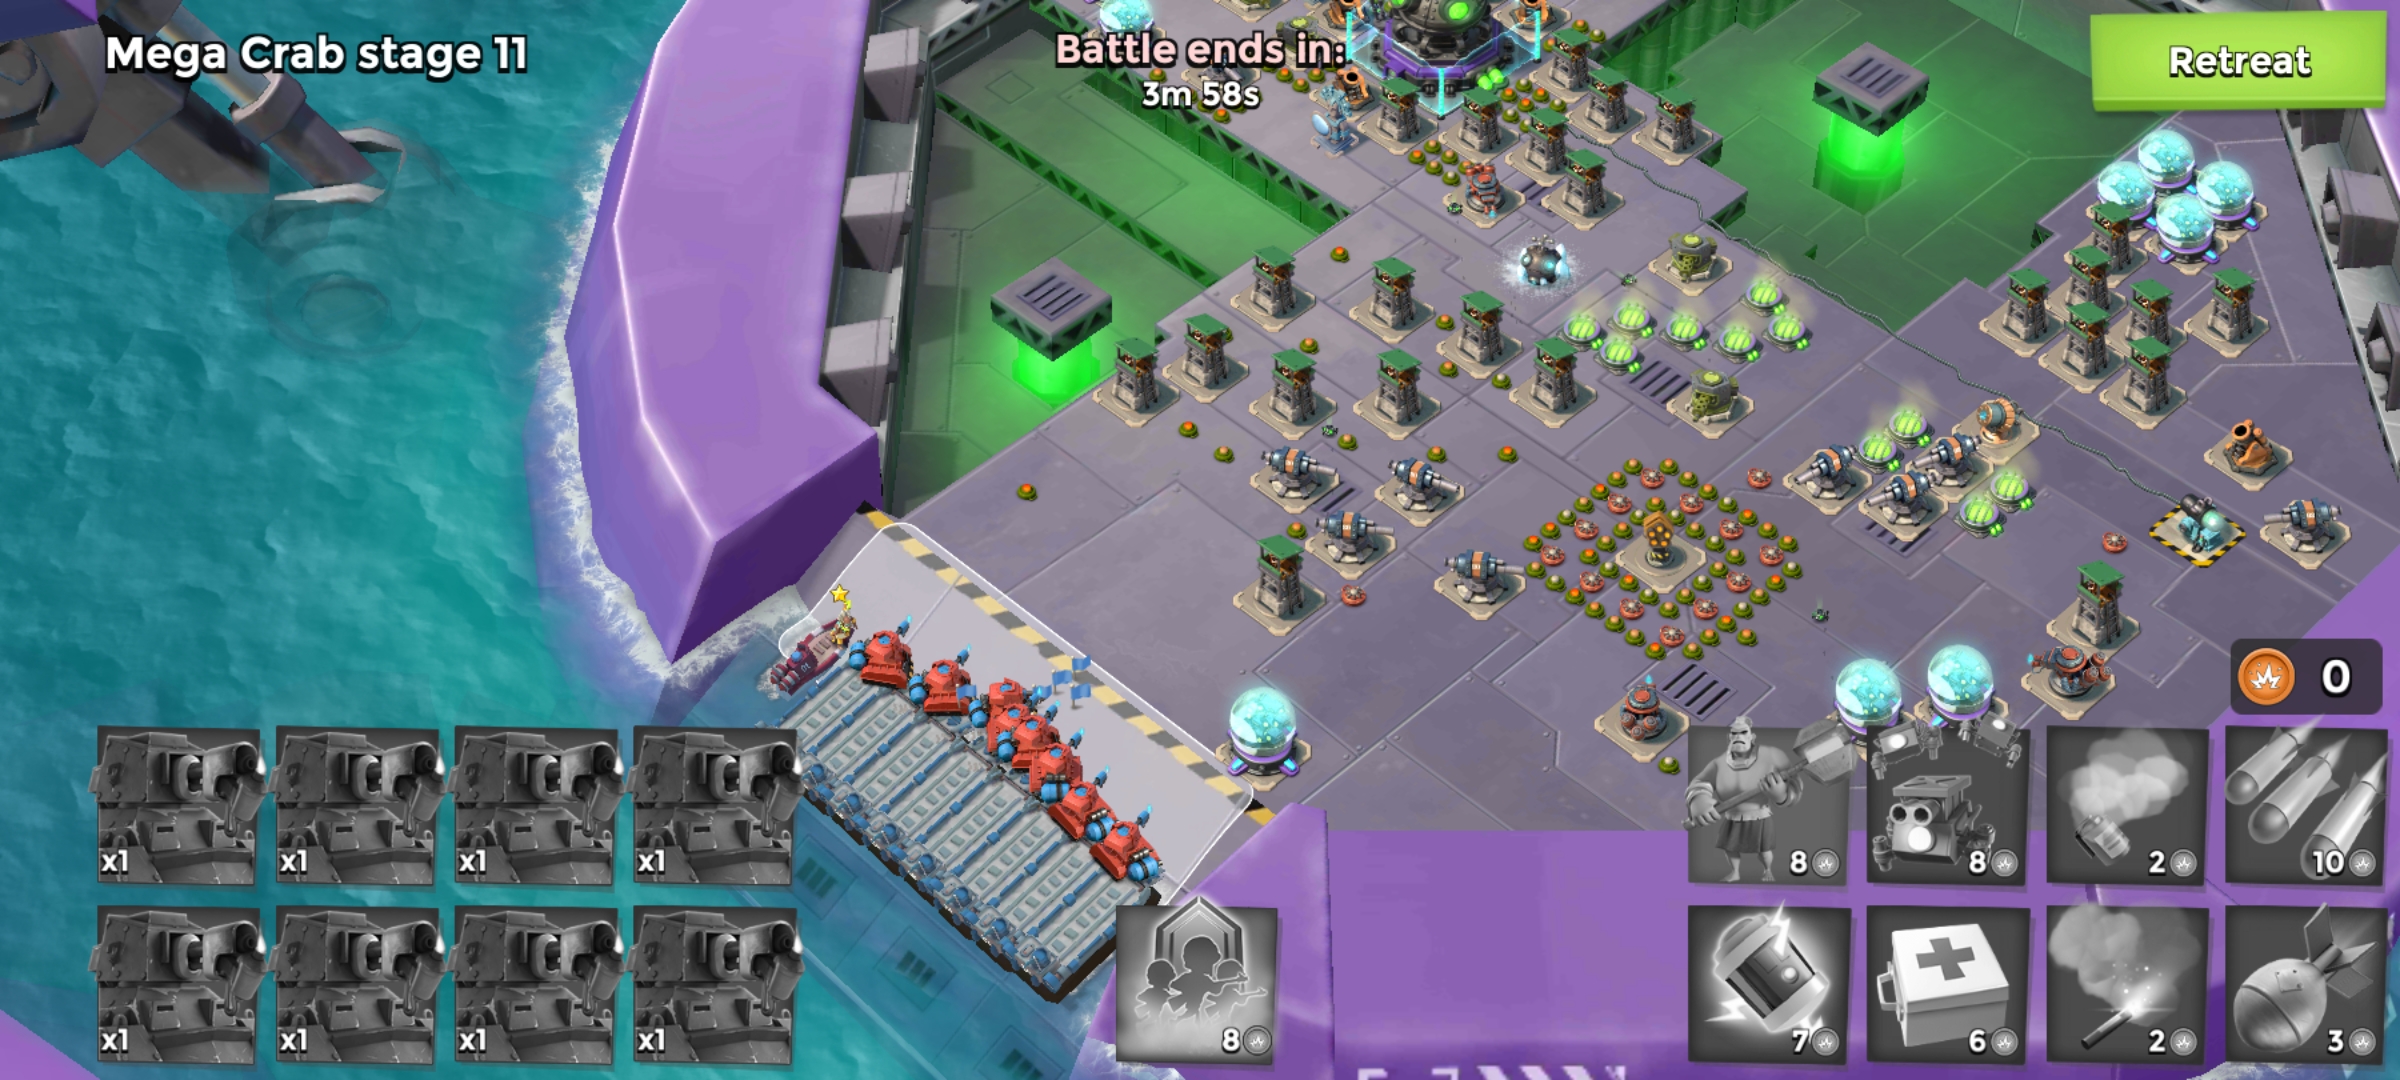 Mega Crab stage 11
Battle ends in:
3m 58s
Retreat
0
x1
x1
x1
x1
8
8
2
10
x1
x1
x1
x1
8
7
6
2
3